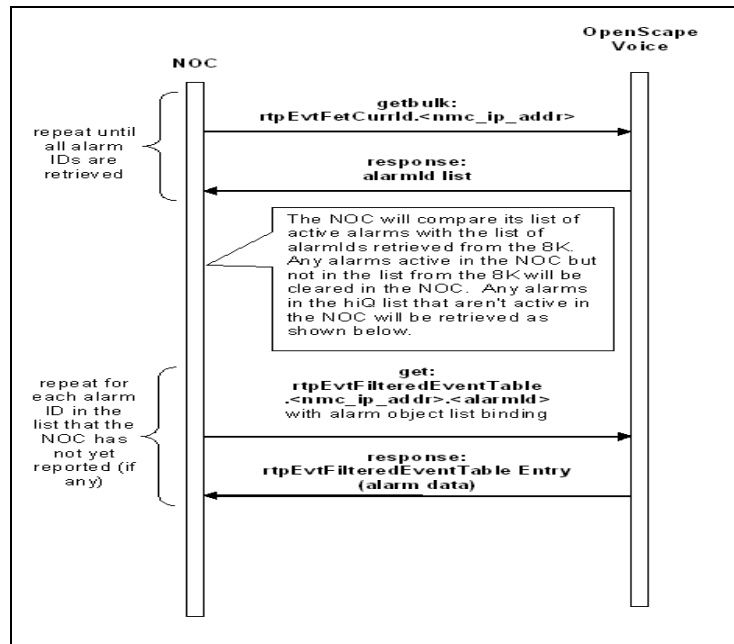 OpenScape
Voice
NOC
getbulk:
rtpEvtFetCurrId.<nmc_ip_addr>
repeat until
all alarm
IDs are
retrieved
response:
alarmId list
The NOC will compare its list of
active alarms with the list of
alarmIds retrieved from the 8K.
Any alarms active in the NOC but
not in the list from the 8K will be
cleared in the NOC. Any alarms
in the hiQ list that aren't active in
the NOC will be retrieved as
shown below.
get:
rtpEvtFilteredEventTable
.<nmc_ip_addr>.<alarmId>
with alarm object list binding
repeat for
each alarm
ID in the
list that the
NOC has
not yet
reported (if
any)
response:
rtpEvtFilteredEventTable Entry
(alarm data)